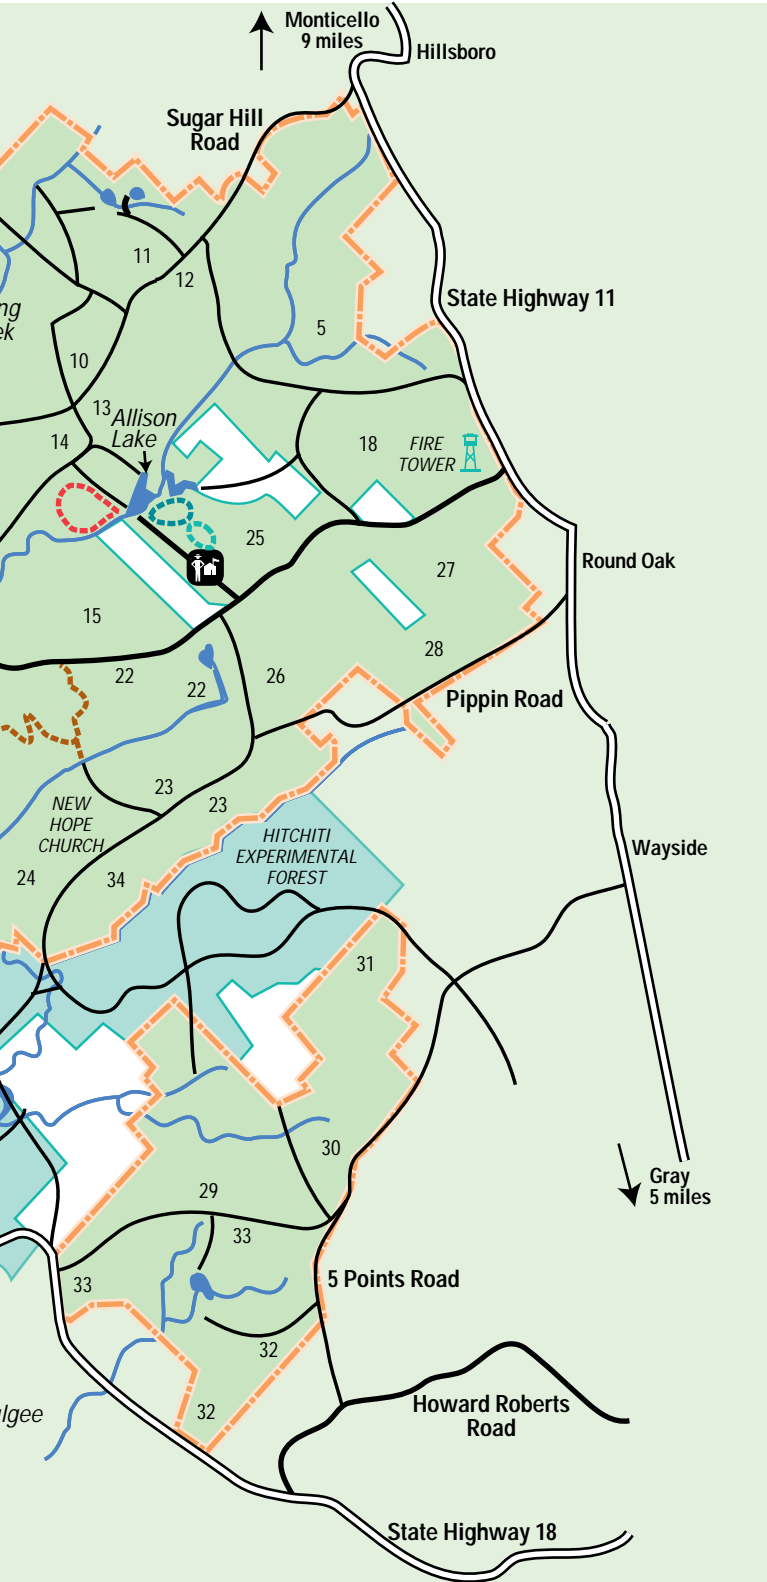 Monticello
9 miles
Hillsboro
Sugar Hill
Road
11
12
ng
ek
State Highway 11
5
10
13
Allison
Lake
14
18
FIRE
TOWER
25
Round Oak
27
15
28
22
22
26
Pippin Road
23
NEW
HOPE
CHURCH
23
HITCHITI
EXPERIMENTAL
FOREST
Wayside
24
34
31
30
Gray
5 miles
29
33
33
5 Points Road
32
32
lgee
Howard Roberts
Road
State Highway 18